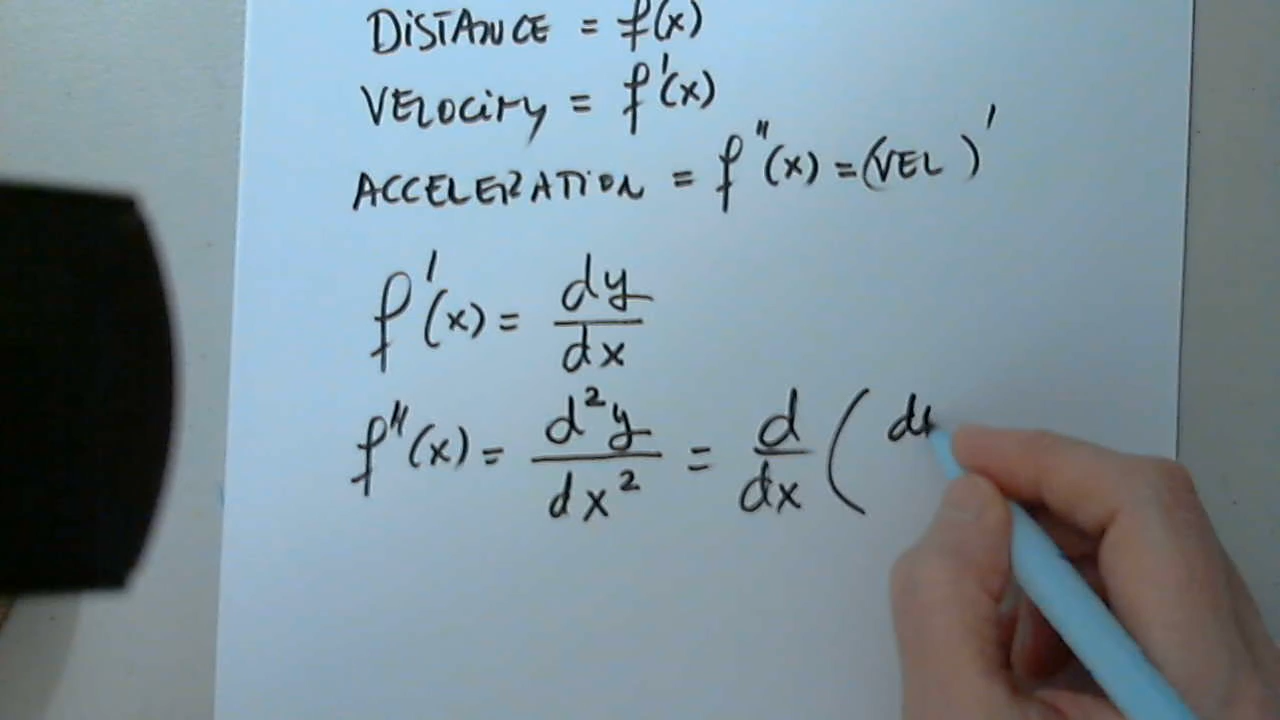 DISTANCE = f(x)
VELOCITY = f'(x)
ACCELERATION = f''(x) = (VEL)'
f'(x) = dy/dx
f''(x) = d²y/dx² = d/dx ( d